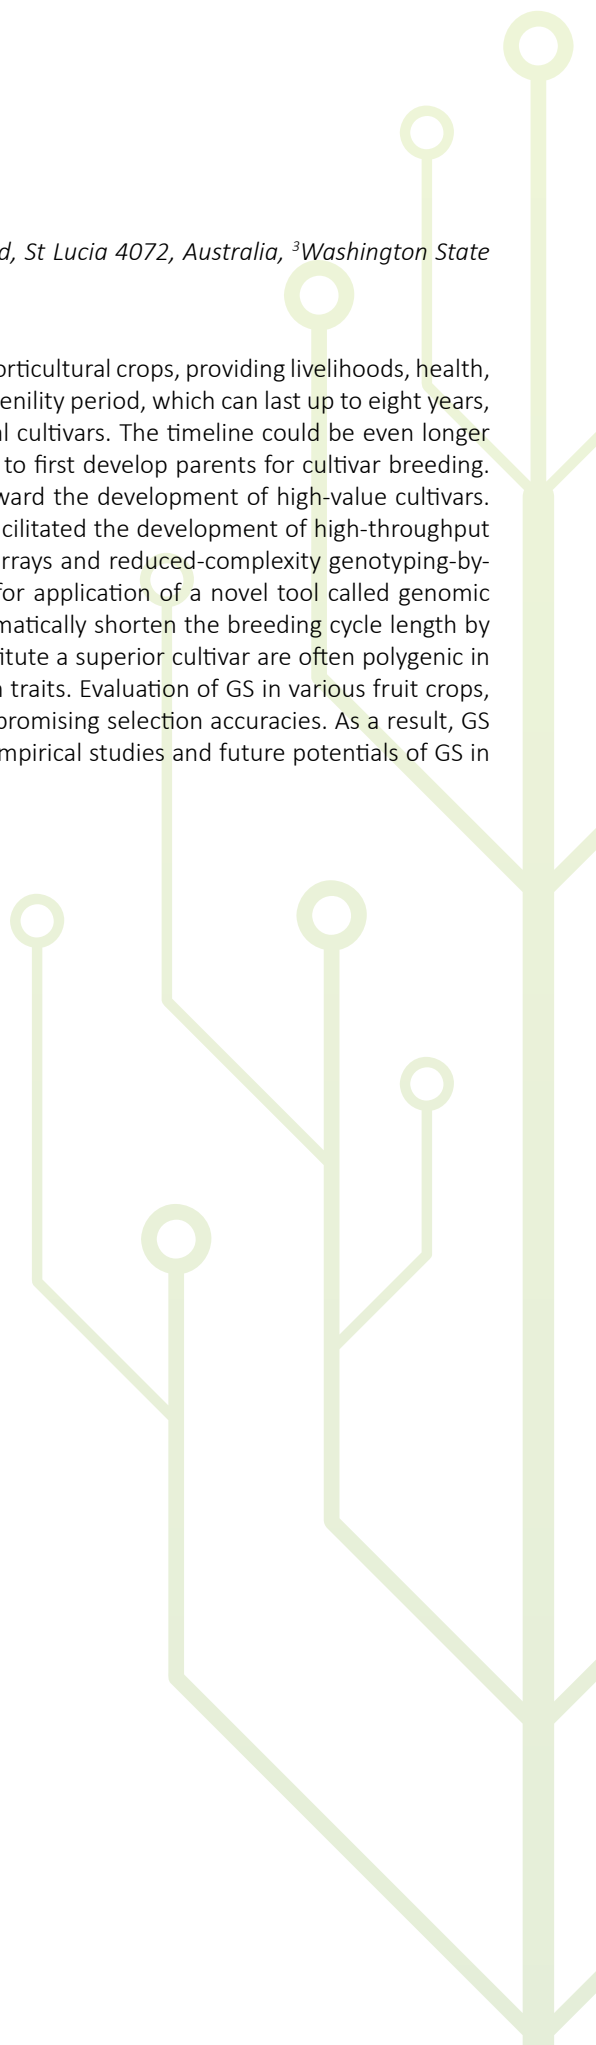 d, St Lucia 4072, Australia, ³Washington State
orticultural crops, providing livelihoods, health,
enility period, which can last up to eight years,
l cultivars. The timeline could be even longer
to first develop parents for cultivar breeding.
ward the development of high-value cultivars.
cilitated the development of high-throughput
rrays and reduced-complexity genotyping-by-
for application of a novel tool called genomic
matically shorten the breeding cycle length by
itute a superior cultivar are often polygenic in
traits. Evaluation of GS in various fruit crops,
promising selection accuracies. As a result, GS
mpirical studies and future potentials of GS in